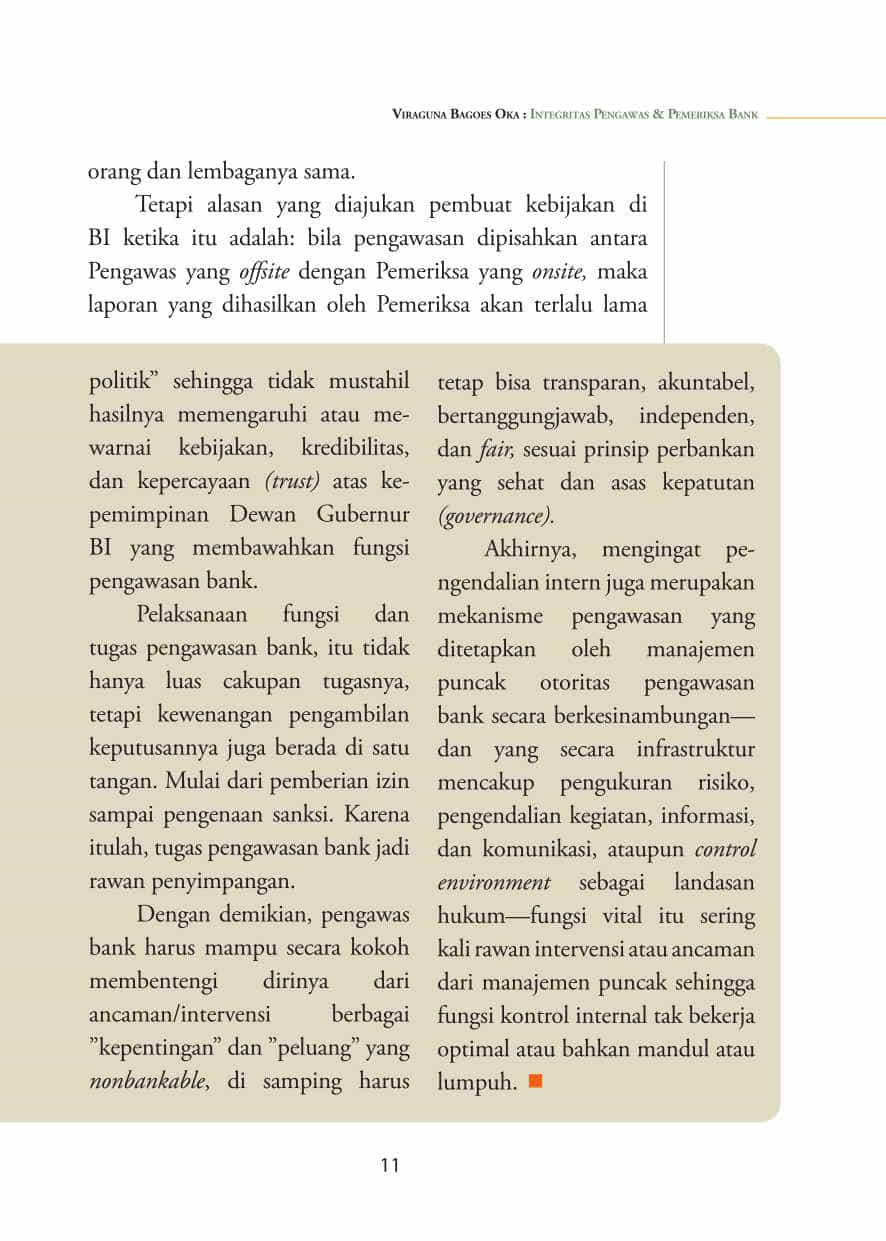 Viraguna Bagoes Oka : Integritas Pengawas & Pemeriksa Bank
orang dan lembaganya sama.
Tetapi alasan yang diajukan pembuat kebijakan di
BI ketika itu adalah: bila pengawasan dipisahkan antara
Pengawas yang offsite dengan Pemeriksa yang onsite, maka
laporan yang dihasilkan oleh Pemeriksa akan terlalu lama
politik” sehingga tidak mustahil
hasilnya memengaruhi atau me-
warnai kebijakan, kredibilitas,
dan kepercayaan (trust) atas ke-
pemimpinan Dewan Gubernur
BI yang membawahkan fungsi
pengawasan bank.
Pelaksanaan fungsi dan
tugas pengawasan bank, itu tidak
hanya luas cakupan tugasnya,
tetapi kewenangan pengambilan
keputusannya juga berada di satu
tangan. Mulai dari pemberian izin
sampai pengenaan sanksi. Karena
itulah, tugas pengawasan bank jadi
rawan penyimpangan.
Dengan demikian, pengawas
bank harus mampu secara kokoh
membentengi dirinya dari
ancaman/intervensi berbagai
”kepentingan” dan ”peluang” yang
nonbankable, di samping harus
tetap bisa transparan, akuntabel,
bertanggungjawab, independen,
dan fair, sesuai prinsip perbankan
yang sehat dan asas kepatutan
(governance).
Akhirnya, mengingat pe-
ngendalian intern juga merupakan
mekanisme pengawasan yang
ditetapkan oleh manajemen
puncak otoritas pengawasan
bank secara berkesinambungan—
dan yang secara infrastruktur
mencakup pengukuran risiko,
pengendalian kegiatan, informasi,
dan komunikasi, ataupun control
environment sebagai landasan
hukum—fungsi vital itu sering
kali rawan intervensi atau ancaman
dari manajemen puncak sehingga
fungsi kontrol internal tak bekerja
optimal atau bahkan mandul atau
lumpuh.
11